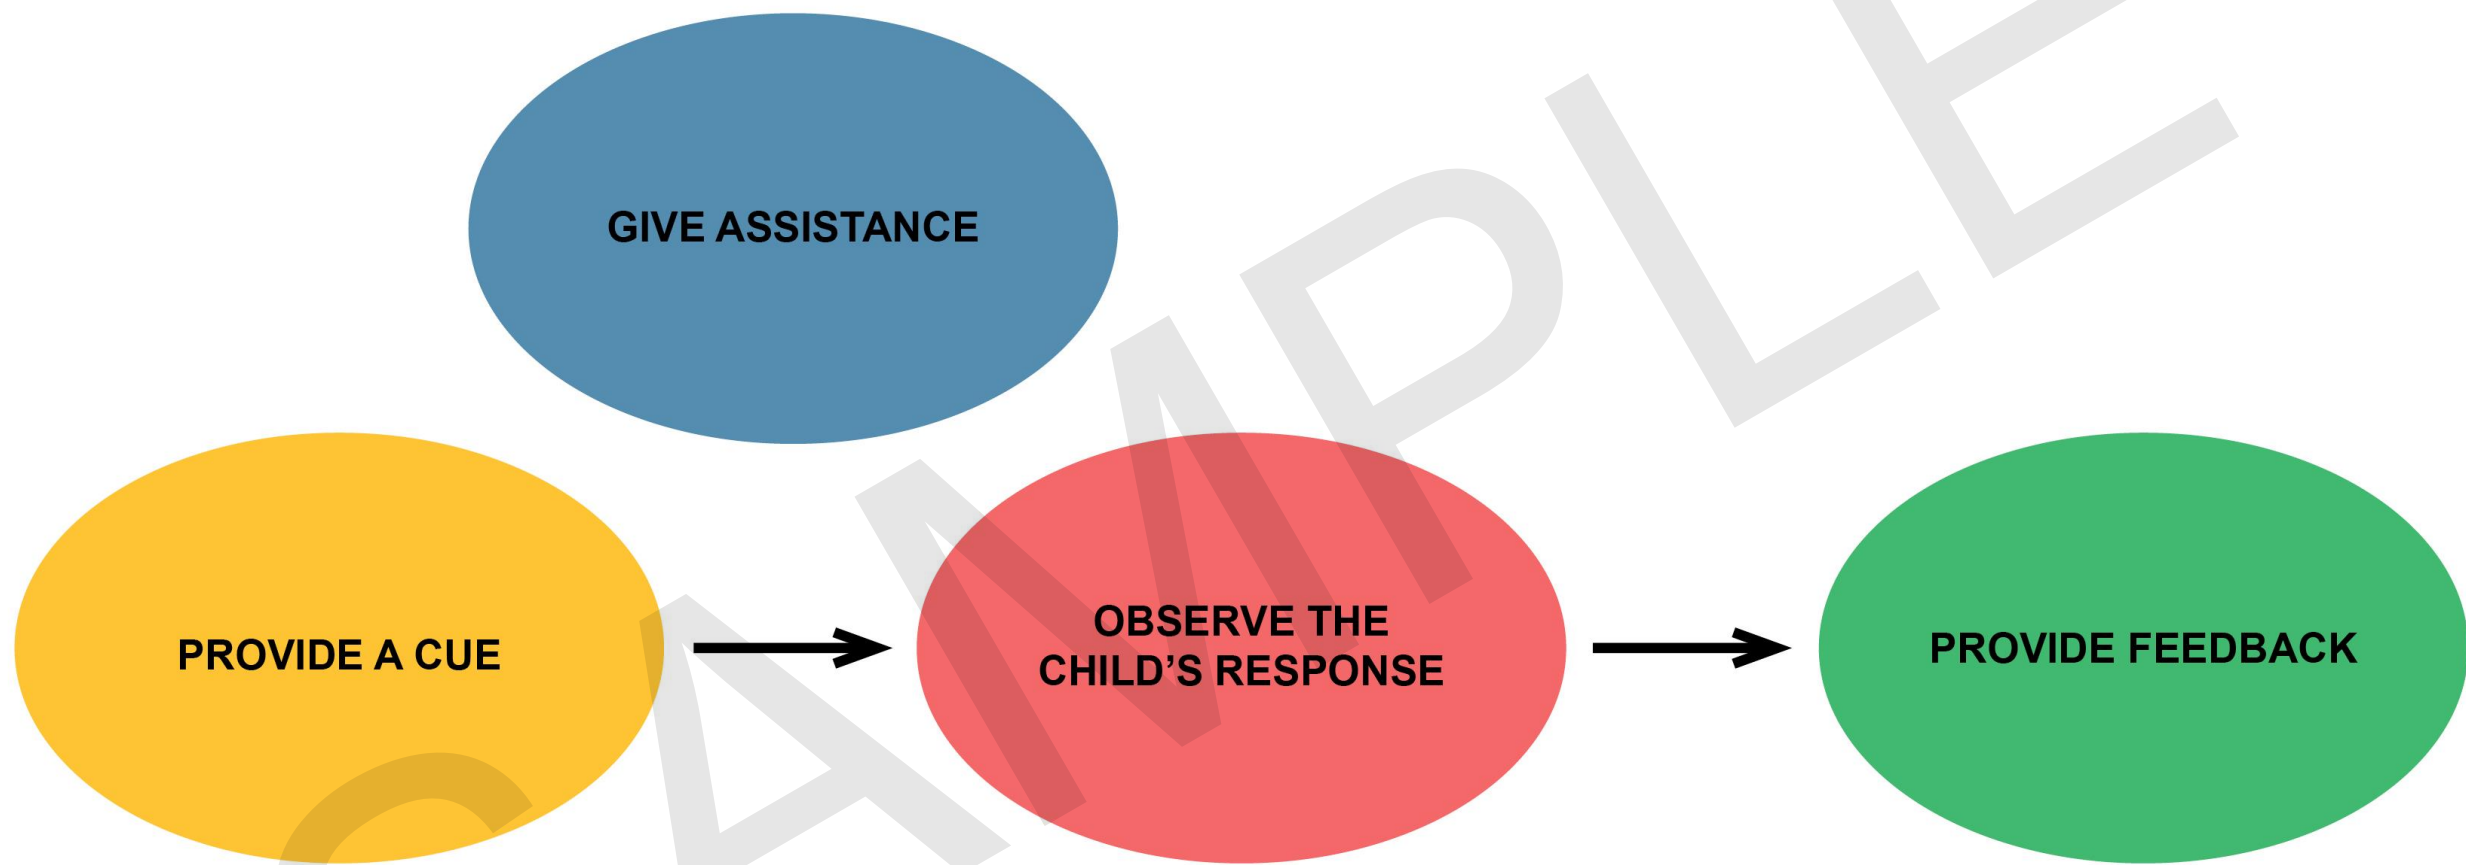 GIVE ASSISTANCE
PROVIDE A CUE
OBSERVE THE
CHILD’S RESPONSE
PROVIDE FEEDBACK
SAMPLE